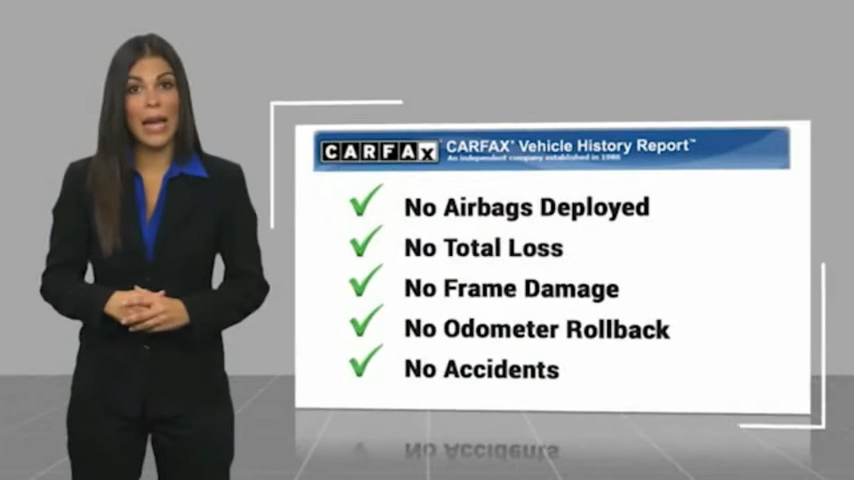 CARFAX CARFAX® Vehicle History Report™
An independent company established in 1986
No Airbags Deployed
No Total Loss
No Frame Damage
No Odometer Rollback
No Accidents